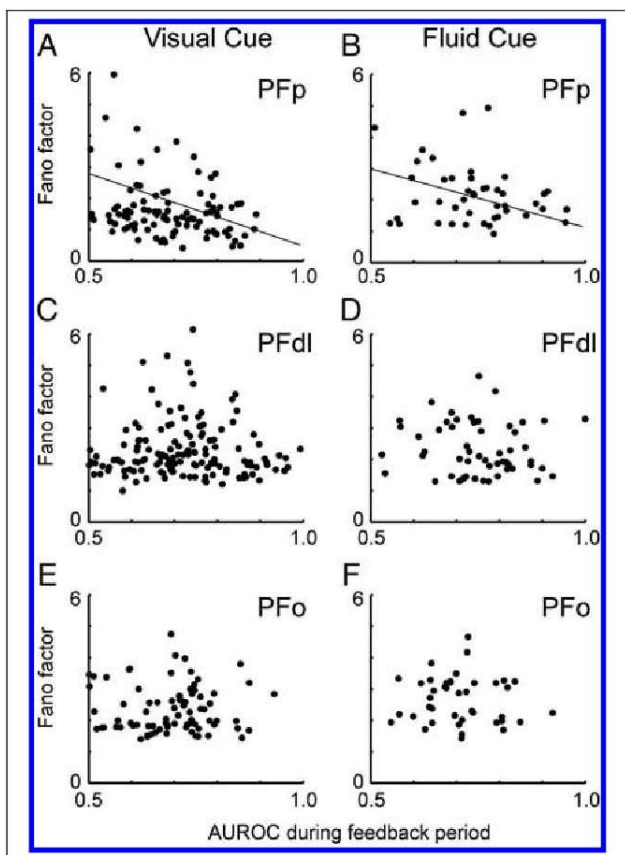 A Visual Cue B Fluid Cue
6 PFp 6 PFp
Fano factor
0 0
0.5 1.0 0.5 1.0
C D
6 PFdl 6 PFdl
Fano factor
0 0
0.5 1.0 0.5 1.0
E F
6 PFo 6 PFo
Fano factor
0 0
0.5 1.0 0.5 1.0
AUROC during feedback period